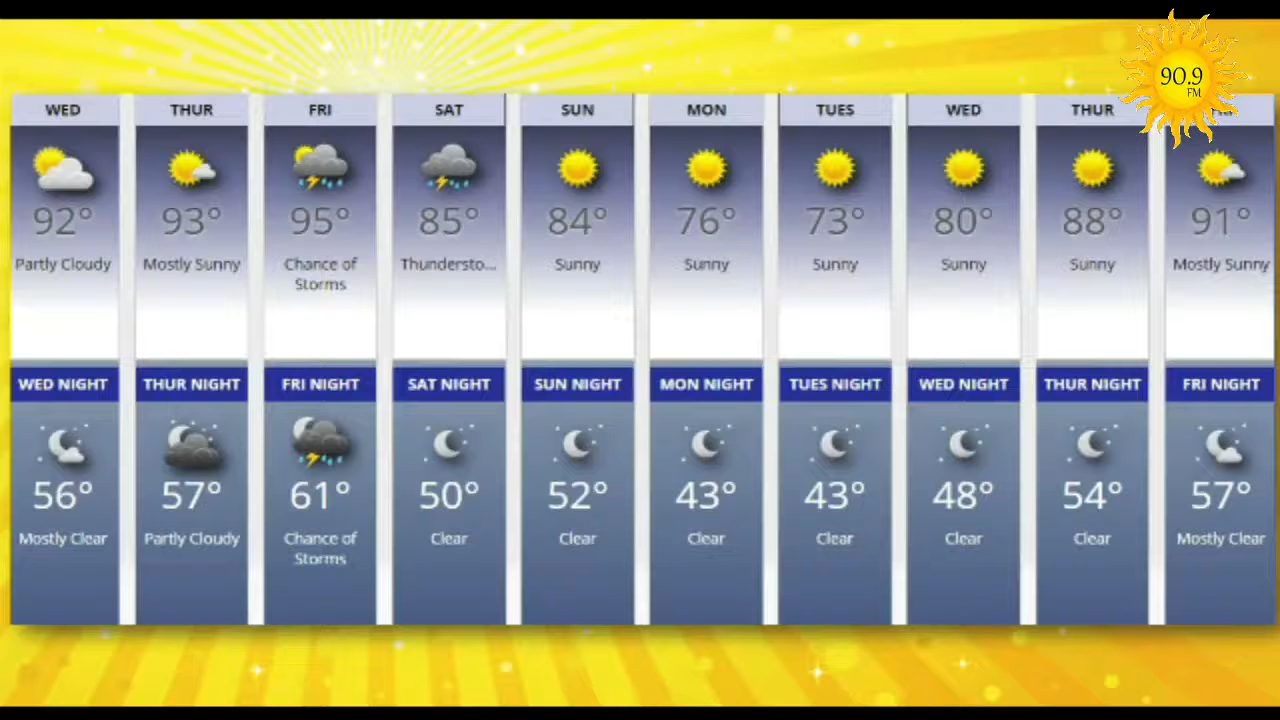 90.9
FM
WED THUR FRI SAT SUN MON TUES WED THUR
92° 93° 95° 85° 84° 76° 73° 80° 88° 91°
Partly Cloudy Mostly Sunny Chance of Thundersto... Sunny Sunny Sunny Sunny Sunny Mostly Sunny
Storms
WED NIGHT THUR NIGHT FRI NIGHT SAT NIGHT SUN NIGHT MON NIGHT TUES NIGHT WED NIGHT THUR NIGHT FRI NIGHT
56° 57° 61° 50° 52° 43° 43° 48° 54° 57°
Mostly Clear Partly Cloudy Chance of Clear Clear Clear Clear Clear Clear Mostly Clear
Storms